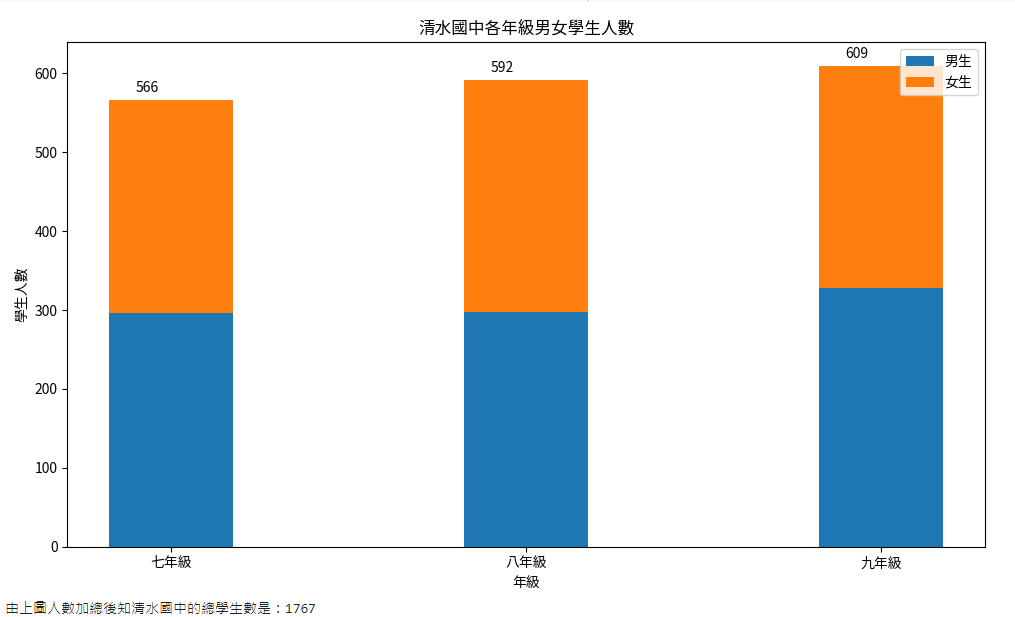 清水國中各年級男女學生人數
566
592
609
男生
女生
600
500
400
300
200
100
0
學生人數
七年級
八年級
九年級
年級
由上圖人數加總後知清水國中的總學生數是：1767